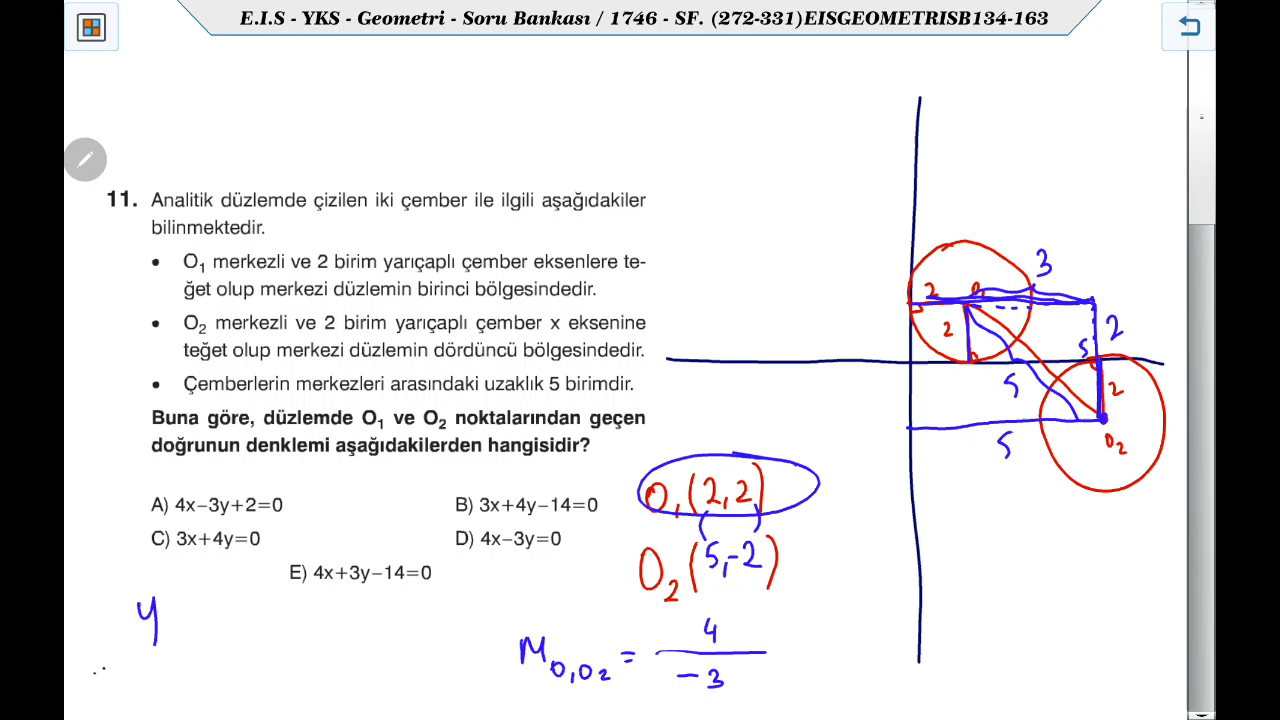 E.I.S - YKS - Geometri - Soru Bankası / 1746 - SF. (272-331)EISGEOMETRISB134-163
11. Analitik düzlemde çizilen iki çember ile ilgili aşağıdakiler
bilinmektedir.
• O1 merkezli ve 2 birim yarıçaplı çember eksenlere te-
ğet olup merkezi düzlemin birinci bölgesindedir.
• O2 merkezli ve 2 birim yarıçaplı çember x eksenine
teğet olup merkezi düzlemin dördüncü bölgesindedir.
• Çemberlerin merkezleri arasındaki uzaklık 5 birimdir.
Buna göre, düzlemde O1 ve O2 noktalarından geçen
doğrunun denklemi aşağıdakilerden hangisidir?
A) 4x−3y+2=0 B) 3x+4y−14=0
C) 3x+4y=0 D) 4x−3y=0
E) 4x+3y−14=0
O1(2,2)
O2(5,-2)
M O1O2 = 4
-3
y
3
2
2
2
5
5
2
5
O2